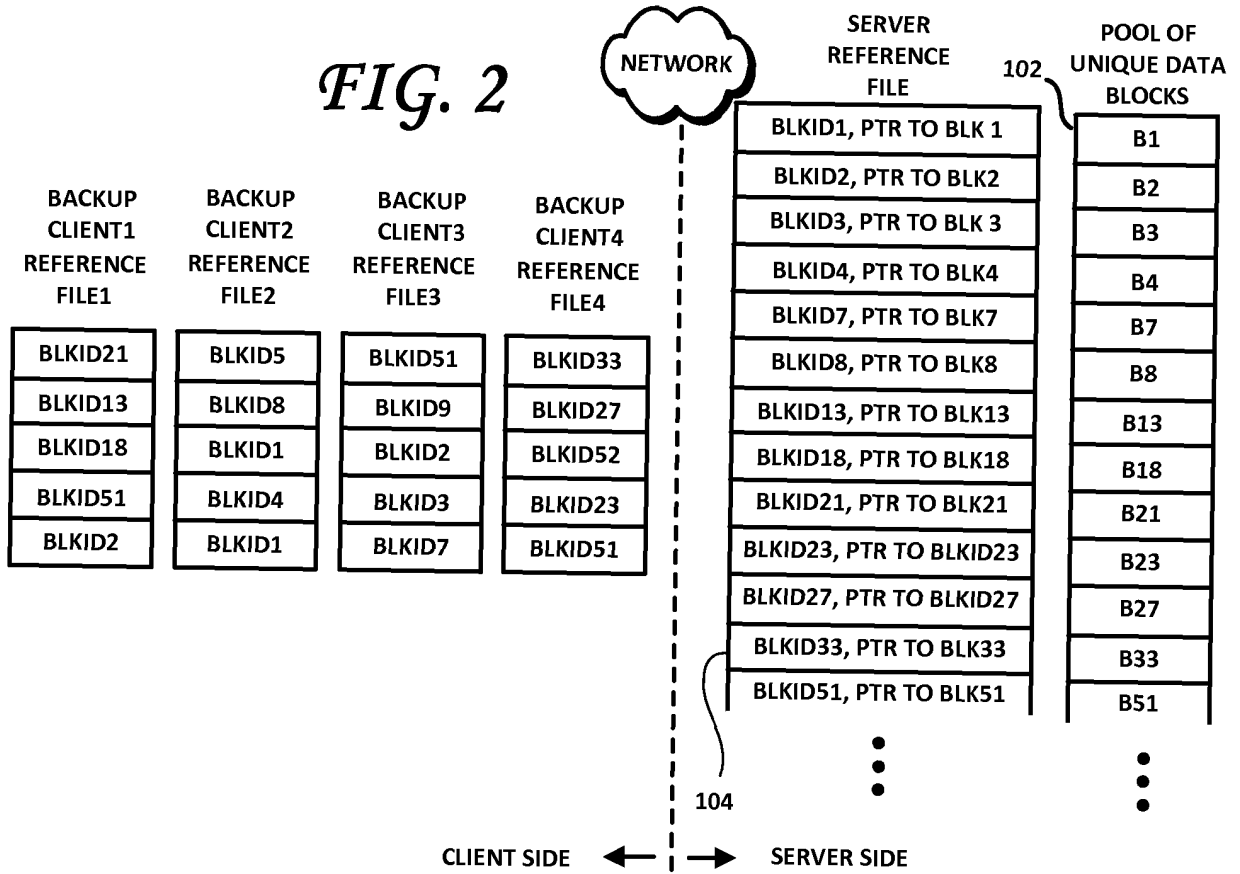 FIG. 2
NETWORK
SERVER
REFERENCE
FILE
102
POOL OF
UNIQUE DATA
BLOCKS
BACKUP
CLIENT1
REFERENCE
FILE1
BLKID21
BLKID13
BLKID18
BLKID51
BLKID2
BACKUP
CLIENT2
REFERENCE
FILE2
BLKID5
BLKID8
BLKID1
BLKID4
BLKID1
BACKUP
CLIENT3
REFERENCE
FILE3
BLKID51
BLKID9
BLKID2
BLKID3
BLKID7
BACKUP
CLIENT4
REFERENCE
FILE4
BLKID33
BLKID27
BLKID52
BLKID23
BLKID51
BLKID1, PTR TO BLK 1
BLKID2, PTR TO BLK2
BLKID3, PTR TO BLK 3
BLKID4, PTR TO BLK4
BLKID7, PTR TO BLK7
BLKID8, PTR TO BLK8
BLKID13, PTR TO BLK13
BLKID18, PTR TO BLK18
BLKID21, PTR TO BLK21
BLKID23, PTR TO BLKID23
BLKID27, PTR TO BLKID27
BLKID33, PTR TO BLK33
BLKID51, PTR TO BLK51
B1
B2
B3
B4
B7
B8
B13
B18
B21
B23
B27
B33
B51
104
CLIENT SIDE
SERVER SIDE